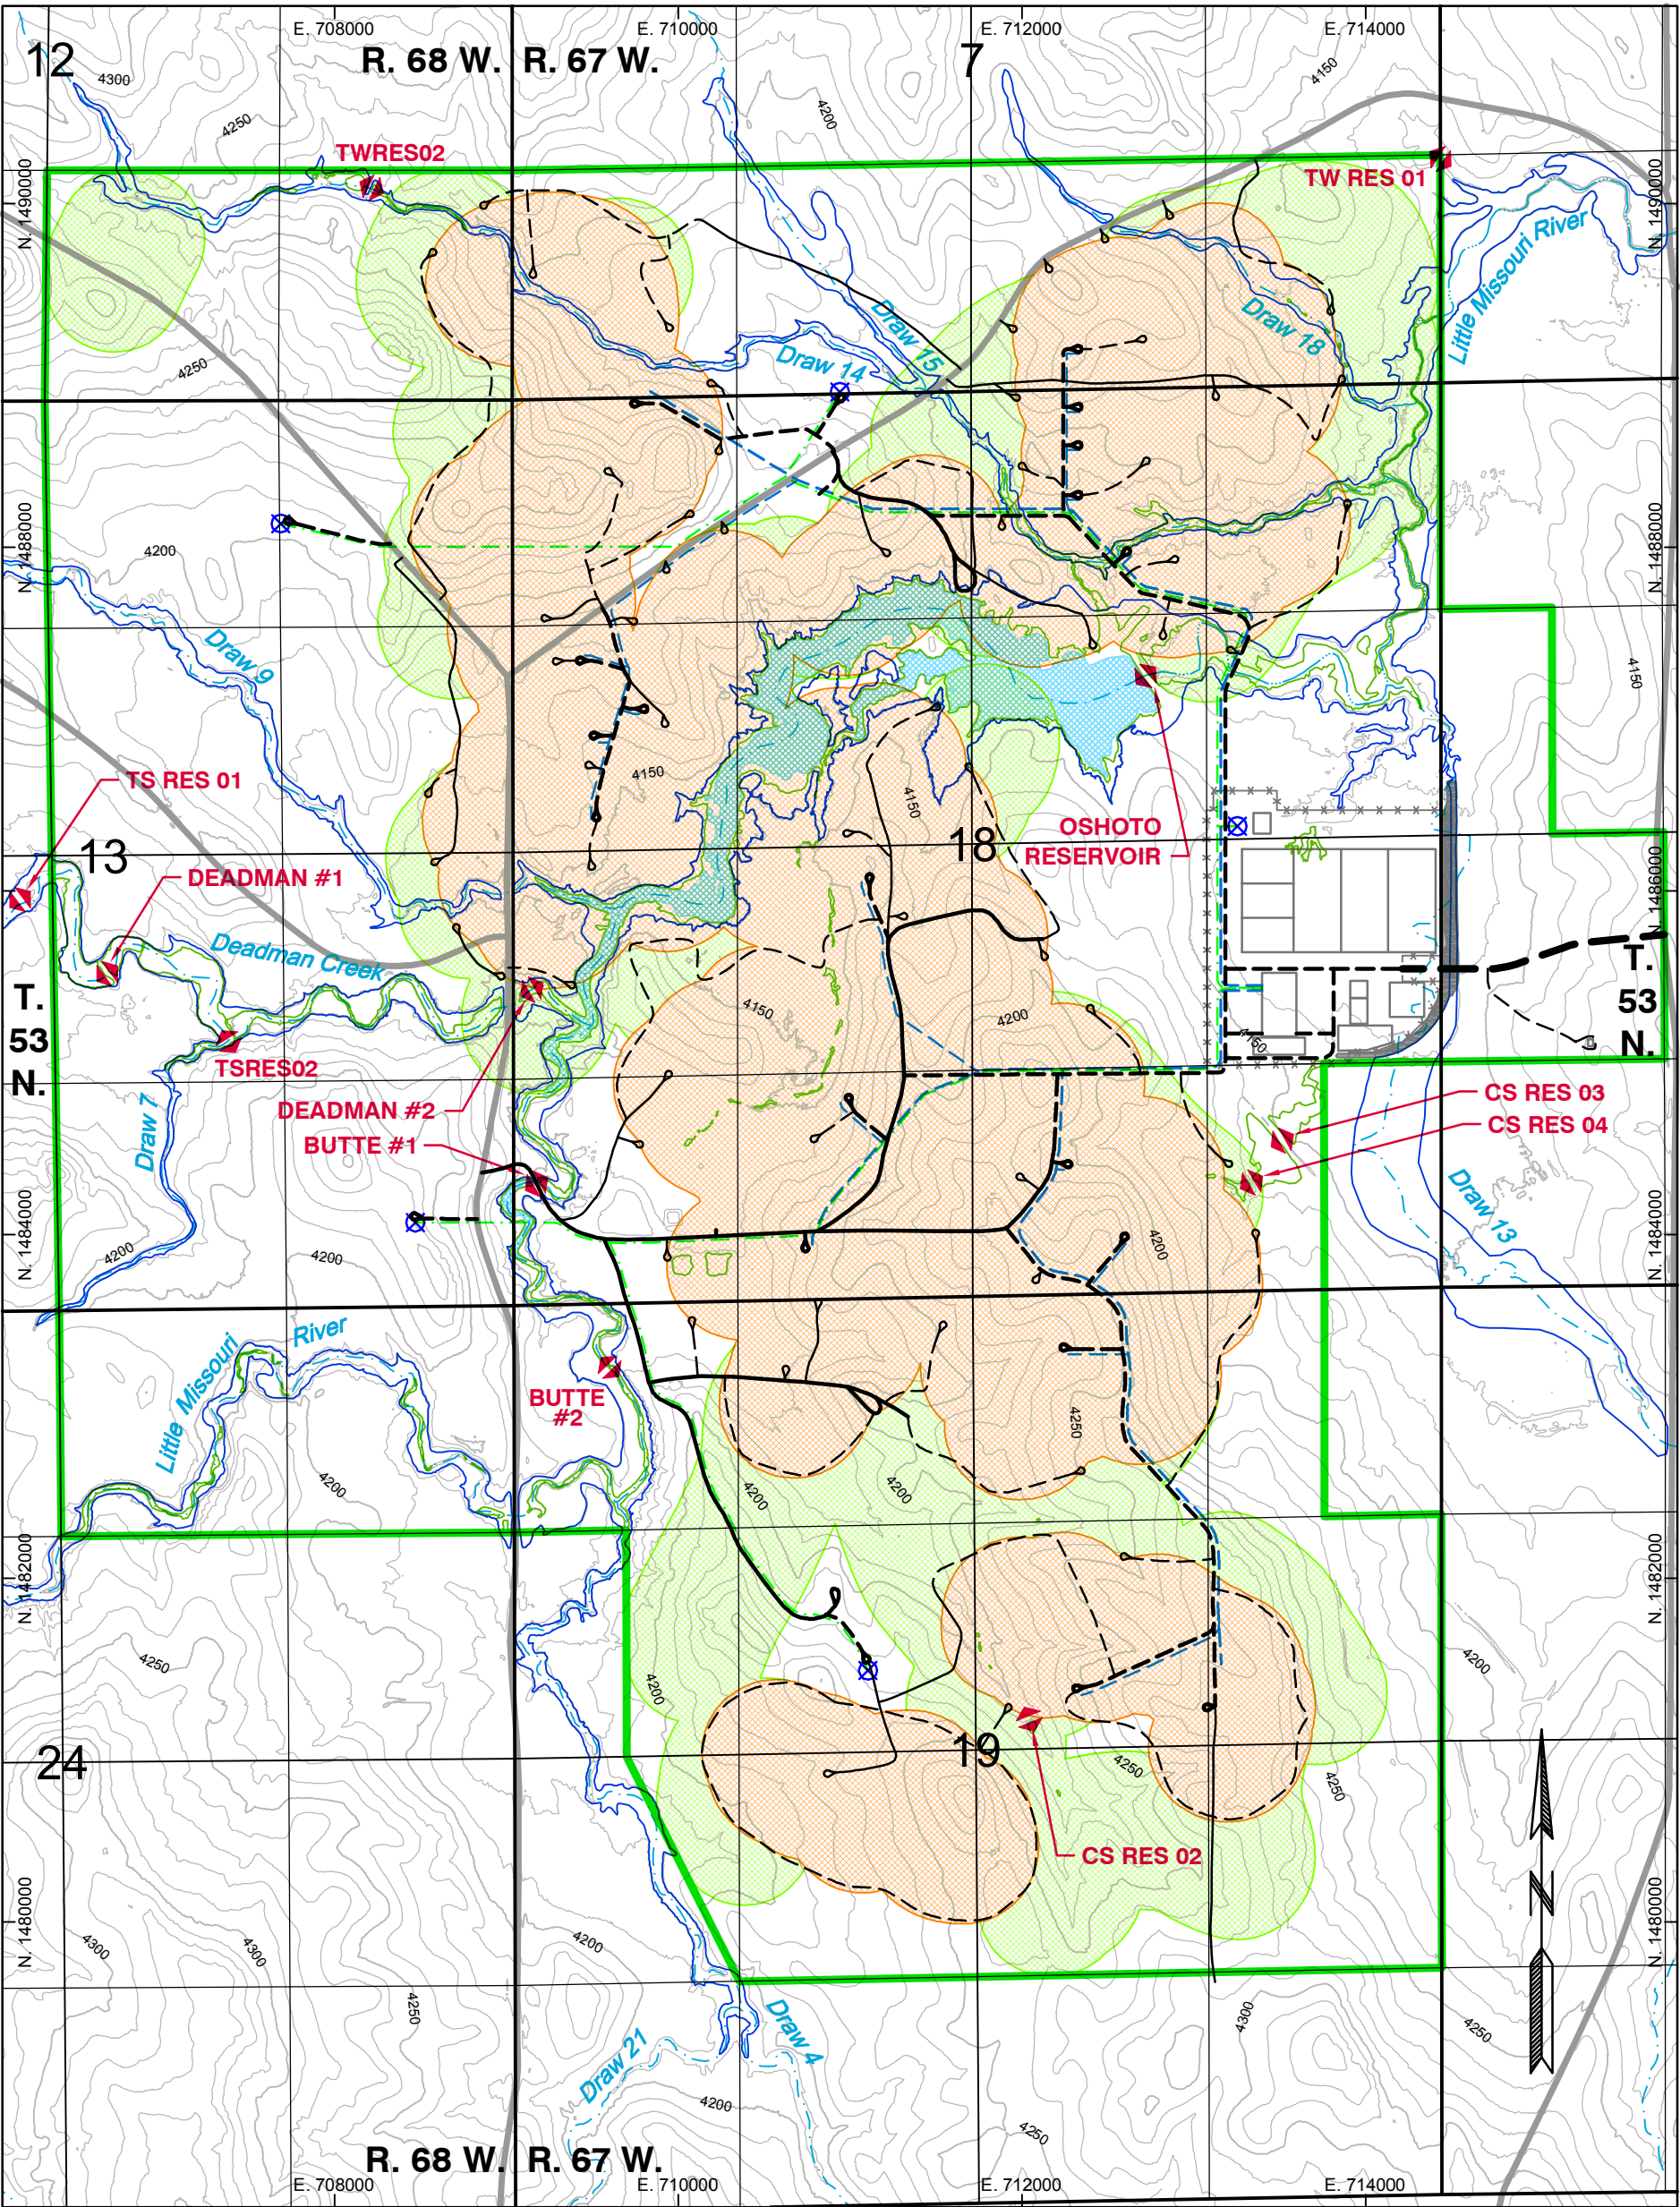 E. 708000
E. 710000
E. 712000
E. 714000
12
R. 68 W.
R. 67 W.
7
4300
4250
4200
4150
TWRES02
TW RES 01
N. 1490000
N. 1490000
Little Missouri River
Draw 15
Draw 18
Draw 14
4250
N. 1488000
4200
N. 1488000
Draw 9
4150
4150
4150
TS RES 01
OSHOTO
RESERVOIR
13
18
DEADMAN #1
N. 1486000
Deadman Creek
T.
53
N.
T.
53
N.
4150
4200
4160
TSRES02
DEADMAN #2
CS RES 03
CS RES 04
BUTTE #1
Draw 7
Draw 13
N. 1484000
4200
4200
4200
N. 1484000
Little Missouri
River
BUTTE
#2
4250
4200
4200
4200
N. 1482000
N. 1482000
4250
4200
4200
24
19
4250
4250
CS RES 02
N. 1480000
4300
4300
4200
N
N. 1480000
4250
Draw 4
4300
4250
Draw 21
4200
4250
R. 68 W.
R. 67 W.
E. 708000
E. 710000
E. 712000
E. 714000